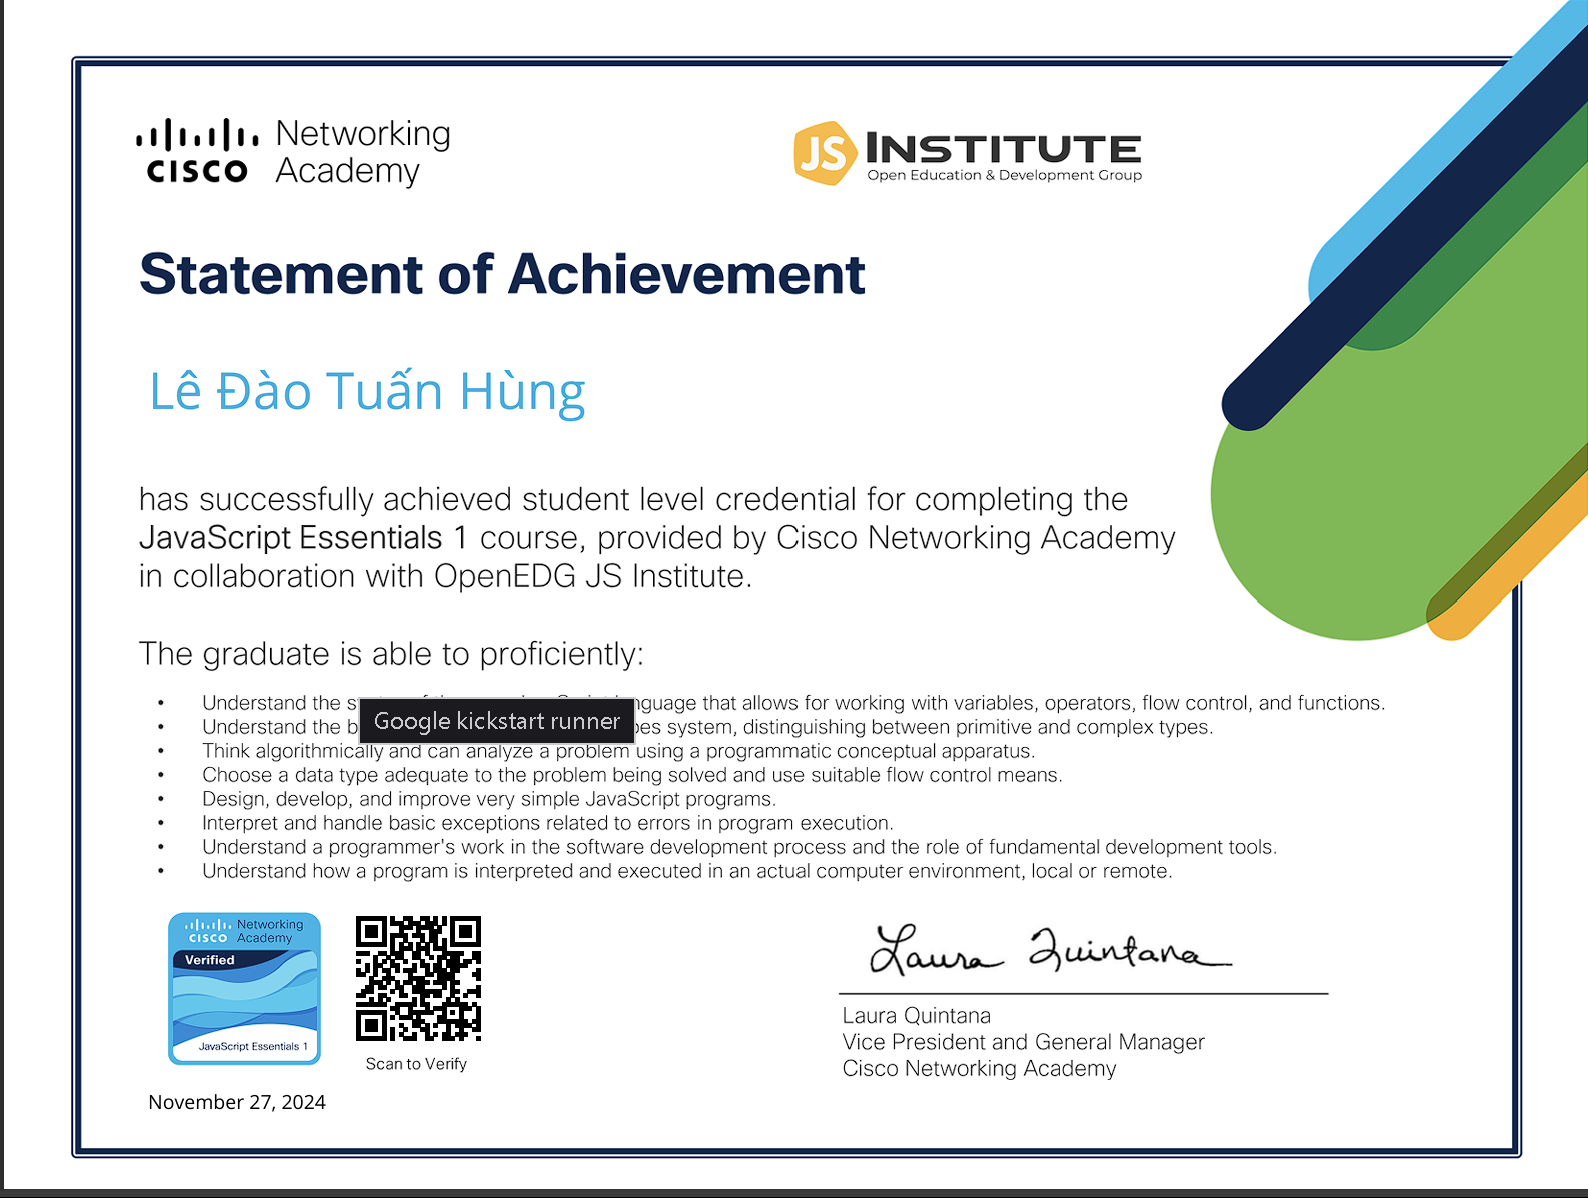 Networking
Academy
CISCO
JS INSTITUTE
Open Education & Development Group
Statement of Achievement
Lê Đào Tuấn Hùng
has successfully achieved student level credential for completing the
JavaScript Essentials 1 course, provided by Cisco Networking Academy
in collaboration with OpenEDG JS Institute.
The graduate is able to proficiently:
• Understand the language that allows for working with variables, operators, flow control, and functions.
Google kickstart runner
• Understand the system, distinguishing between primitive and complex types.
• Think algorithmically and can analyze a problem using a programmatic conceptual apparatus.
• Choose a data type adequate to the problem being solved and use suitable flow control means.
• Design, develop, and improve very simple JavaScript programs.
• Interpret and handle basic exceptions related to errors in program execution.
• Understand a programmer's work in the software development process and the role of fundamental development tools.
• Understand how a program is interpreted and executed in an actual computer environment, local or remote.
Networking
CISCO Academy
Verified
JavaScript Essentials 1
Scan to Verify
November 27, 2024
Laura Quintana
Laura Quintana
Vice President and General Manager
Cisco Networking Academy